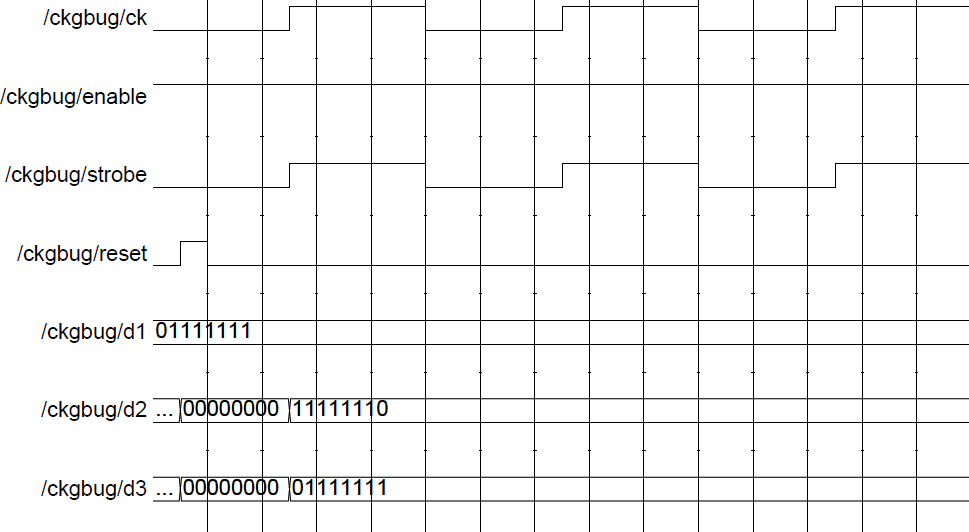 /ckgbug/ck
/ckgbug/enable
/ckgbug/strobe
/ckgbug/reset
/ckgbug/d1 01111111
/ckgbug/d2 ... 00000000 11111110
/ckgbug/d3 ... 00000000 01111111